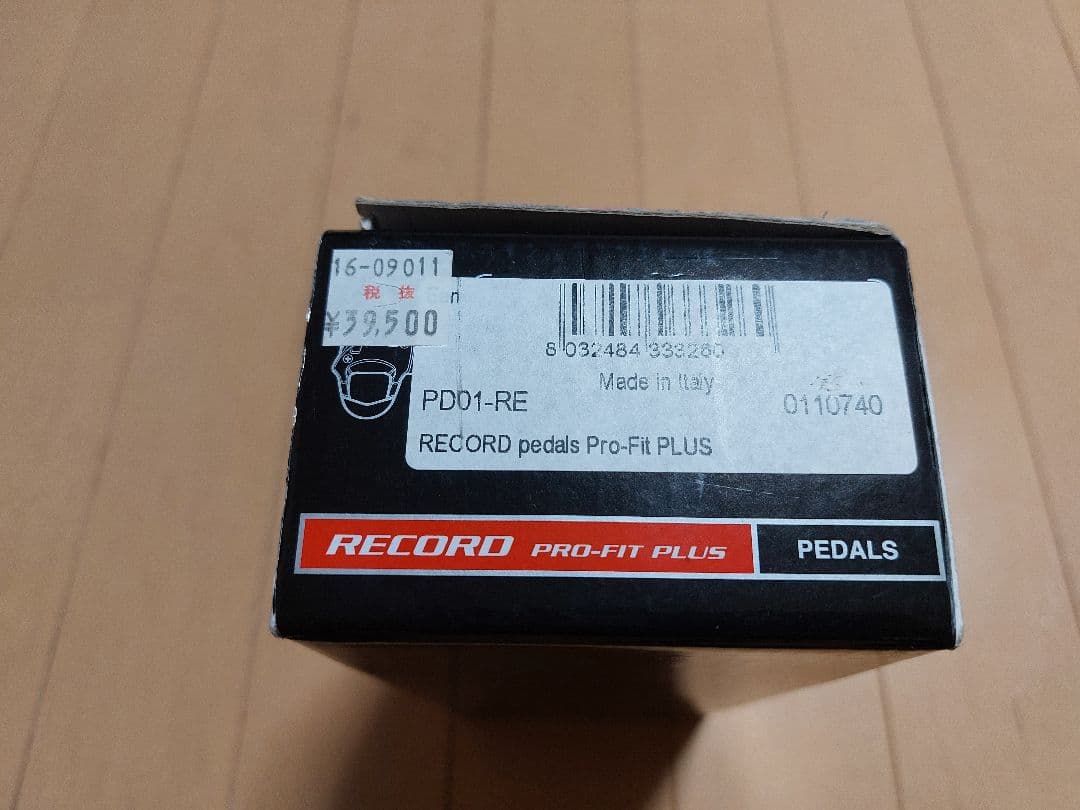 16-09011
税 抜
¥39,500
8 032484 333280
Made in Italy
PD01-RE
0110740
RECORD pedals Pro-Fit PLUS
RECORD PRO-FIT PLUS
PEDALS